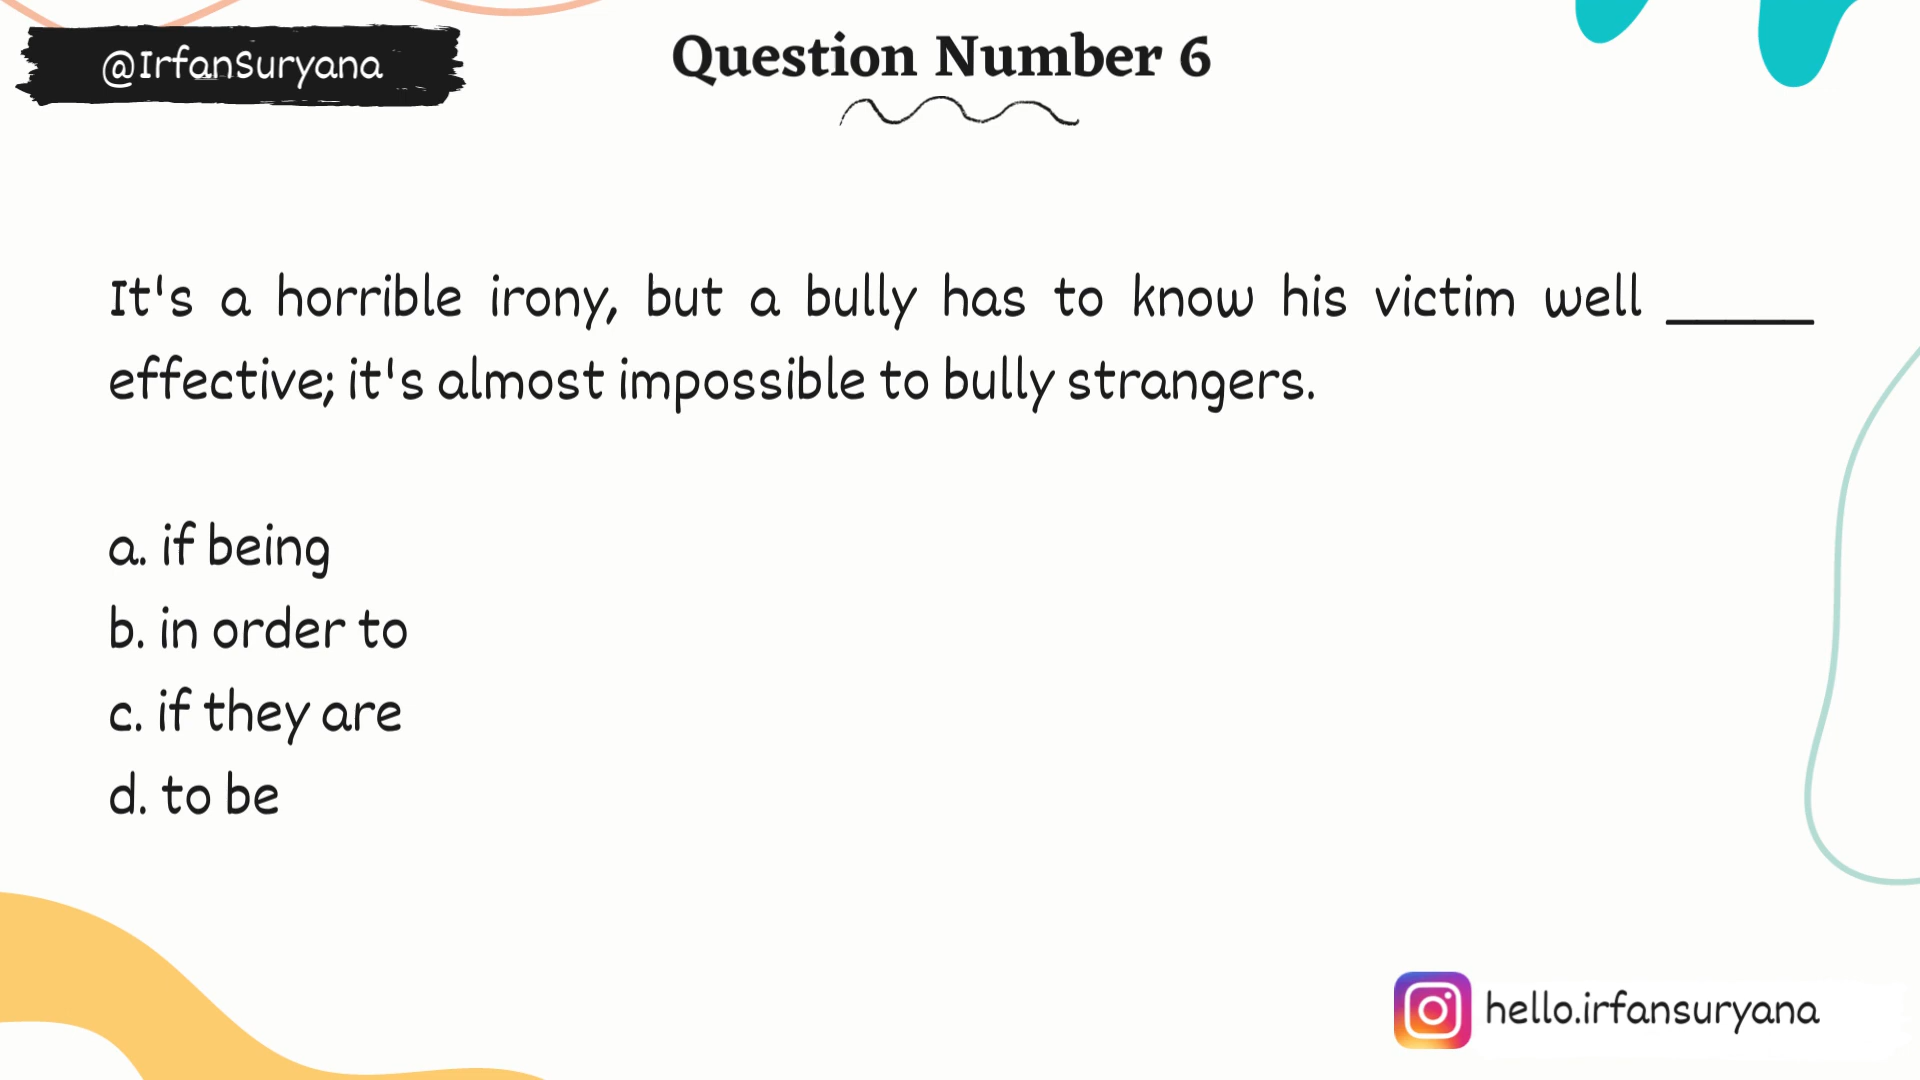 @IrfanSuryana
Question Number 6
It's a horrible irony, but a bully has to know his victim well _____
effective; it's almost impossible to bully strangers.
a. if being
b. in order to
c. if they are
d. to be
hello.irfansuryana